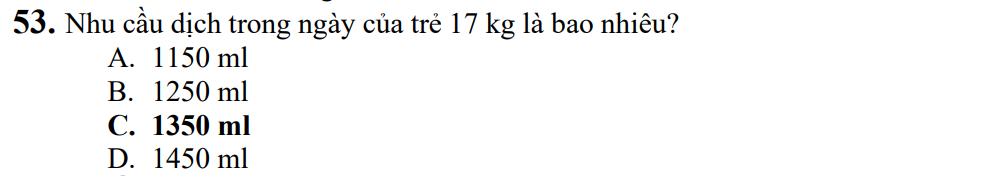 53. Nhu cầu dịch trong ngày của trẻ 17 kg là bao nhiêu?
A. 1150 ml
B. 1250 ml
C. 1350 ml
D. 1450 ml